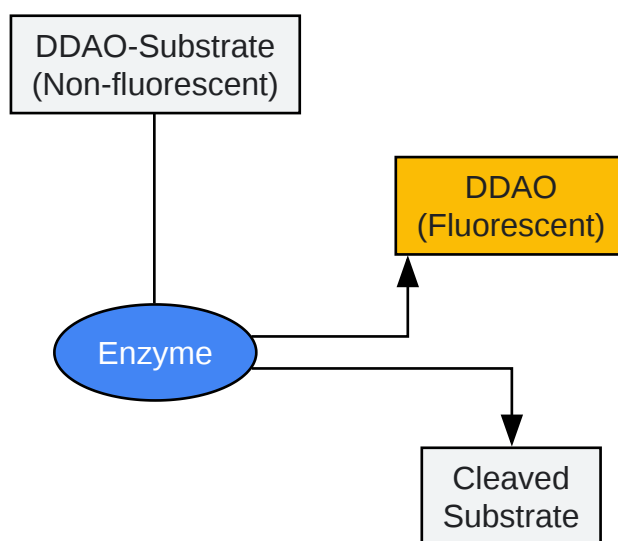 DDAO-Substrate
(Non-fluorescent)
DDAO
(Fluorescent)
Enzyme
Cleaved
Substrate